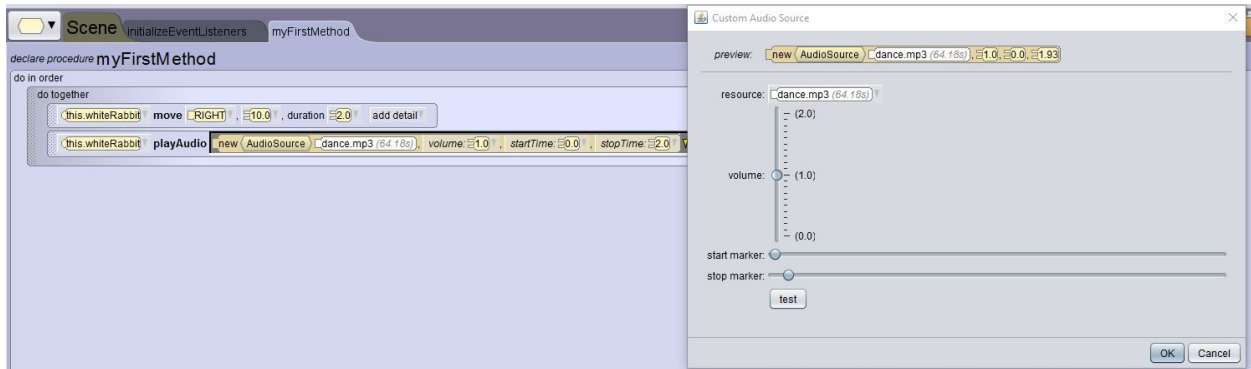 Scene initializeEventListeners myFirstMethod
declare procedure myFirstMethod
do in order
do together
this.whiteRabbit move RIGHT , 10.0 , duration 2.0 add detail
this.whiteRabbit playAudio new AudioSource dance.mp3 (64.18s) , volume: 1.0 , startTime: 0.0 , stopTime: 2.0
Custom Audio Source
preview: new AudioSource dance.mp3 (64.18s) , 1.0 , 0.0 , 1.93
resource: dance.mp3 (64.18s)
(2.0)
volume: (1.0)
(0.0)
start marker:
stop marker:
test
OK Cancel